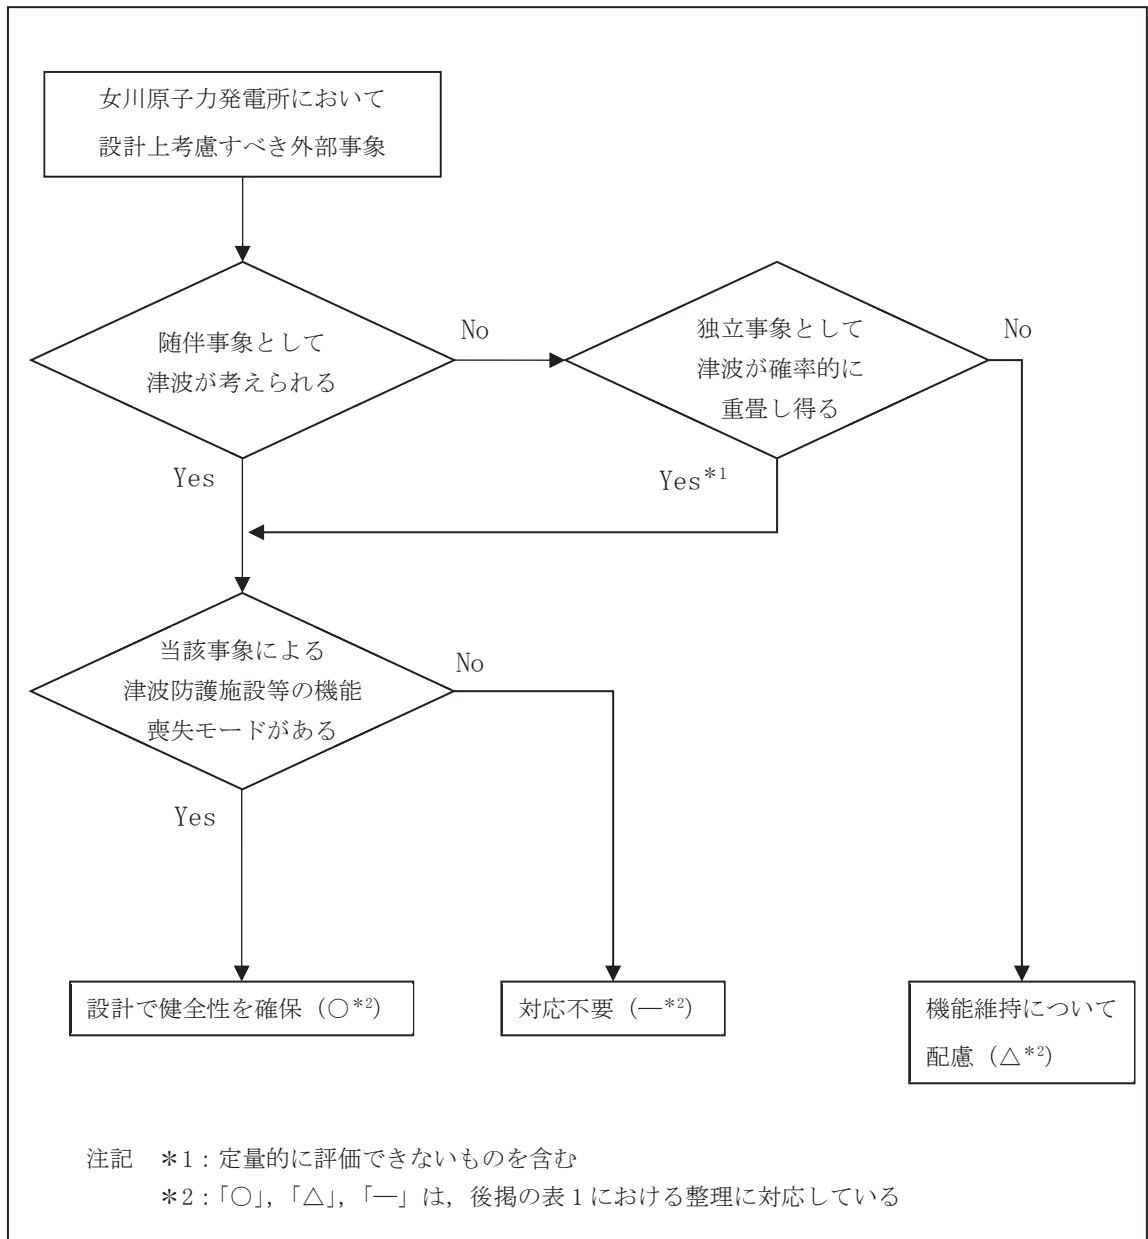 女川原子力発電所において
設計上考慮すべき外部事象
随伴事象として
津波が考えられる
No
独立事象として
津波が確率的に
重畳し得る
No
Yes
Yes*1
当該事象による
津波防護施設等の機能
喪失モードがある
No
Yes
設計で健全性を確保（○*2）
対応不要（―*2）
機能維持について
配慮（△*2）
注記　*1：定量的に評価できないものを含む
*2：「○」，「△」，「―」は，後掲の表1における整理に対応している